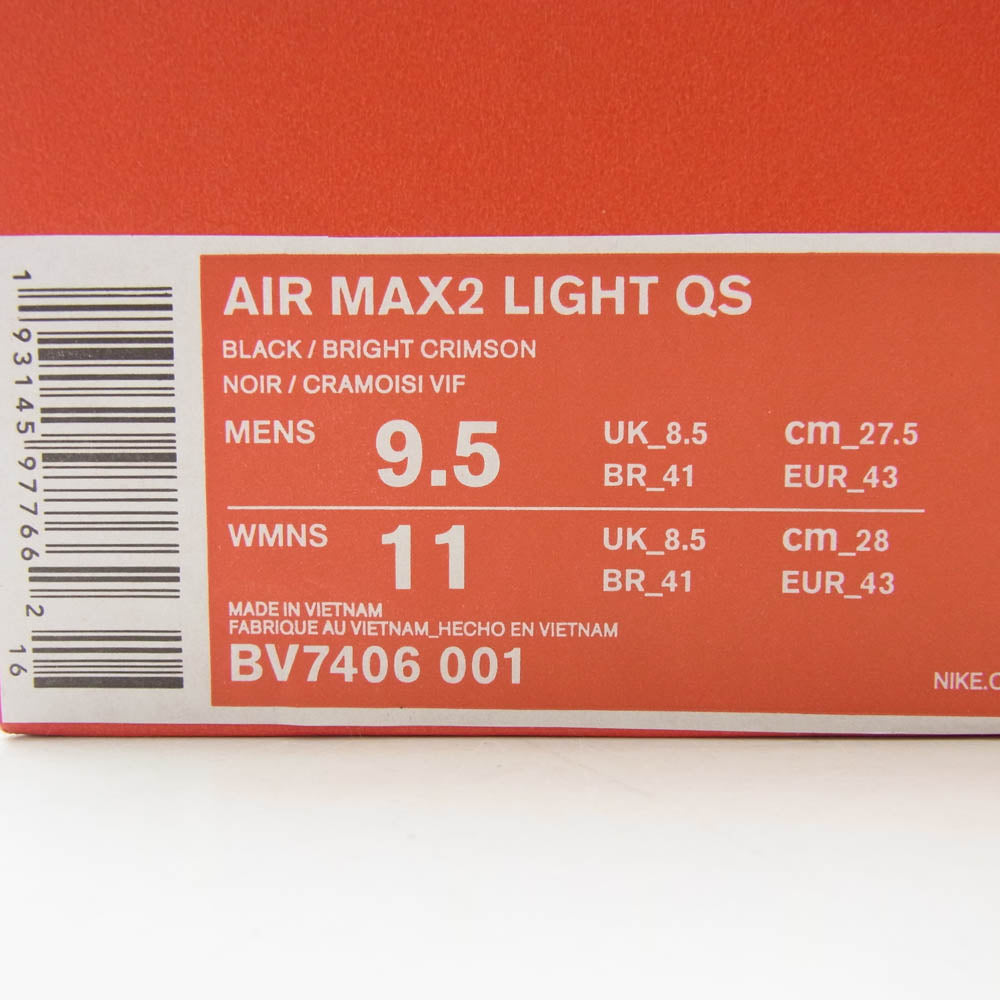 1 93145 97766 2 16
AIR MAX2 LIGHT QS
BLACK / BRIGHT CRIMSON
NOIR / CRAMOISI VIF
MENS 9.5 UK_8.5 cm_27.5
BR_41 EUR_43
WMNS 11 UK_8.5 cm_28
BR_41 EUR_43
MADE IN VIETNAM
FABRIQUE AU VIETNAM_HECHO EN VIETNAM
BV7406 001
NIKE.C